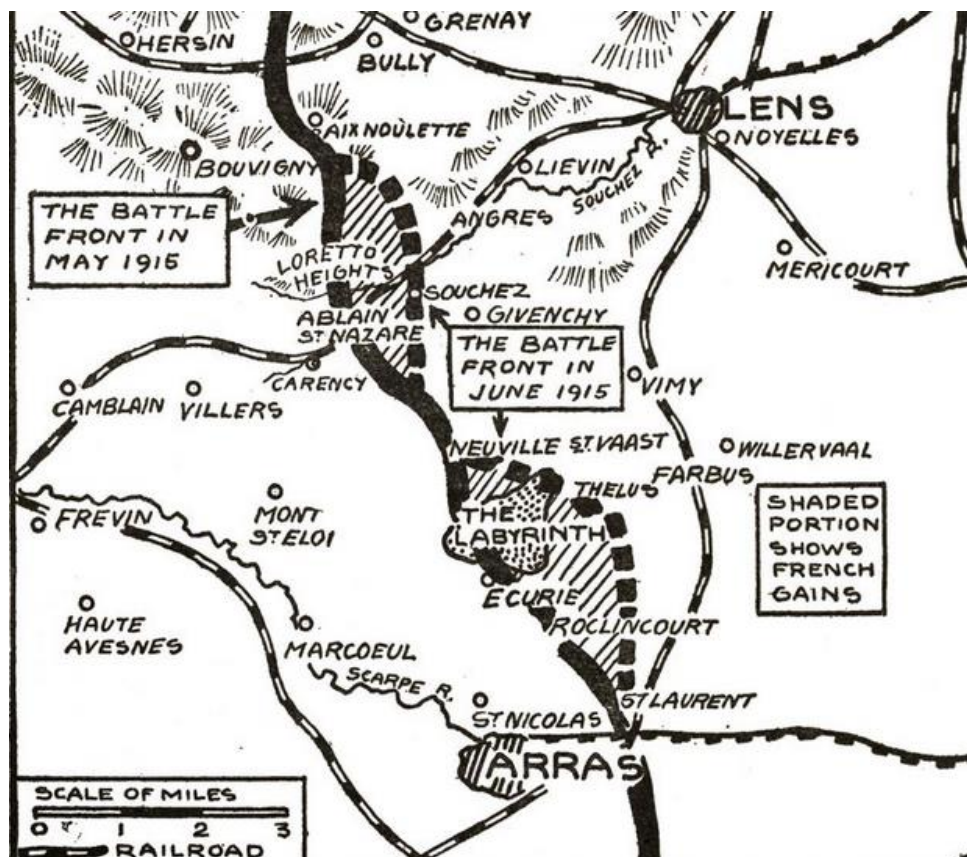 GRENAY
HERSIN
BULLY
LENS
AIX NOULETTE
NOYELLES
BOUVIGNY
LIEVIN
SOUCHEZ R.
THE BATTLE
FRONT IN
MAY 1915
ANGRES
LORETTO
HEIGHTS
MERICOURT
SOUCHEZ
ABLAIN
ST NAZARE
GIVENCHY
THE BATTLE
FRONT IN
JUNE 1915
CARENCY
VIMY
CAMBLAIN
VILLERS
NEUVILLE ST VAAST
WILLERVAAL
FARBUS
THELUS
SHADED
PORTION
SHOWS
FRENCH
GAINS
FREVIN
MONT
ST ELOI
THE
LABYRINTH
ECURIE
HAUTE
AVESNES
ROCLINCOURT
MARCOEUL
SCARPE R.
ST LAURENT
ST NICOLAS
ARRAS
SCALE OF MILES
0 1 2 3
RAILROAD